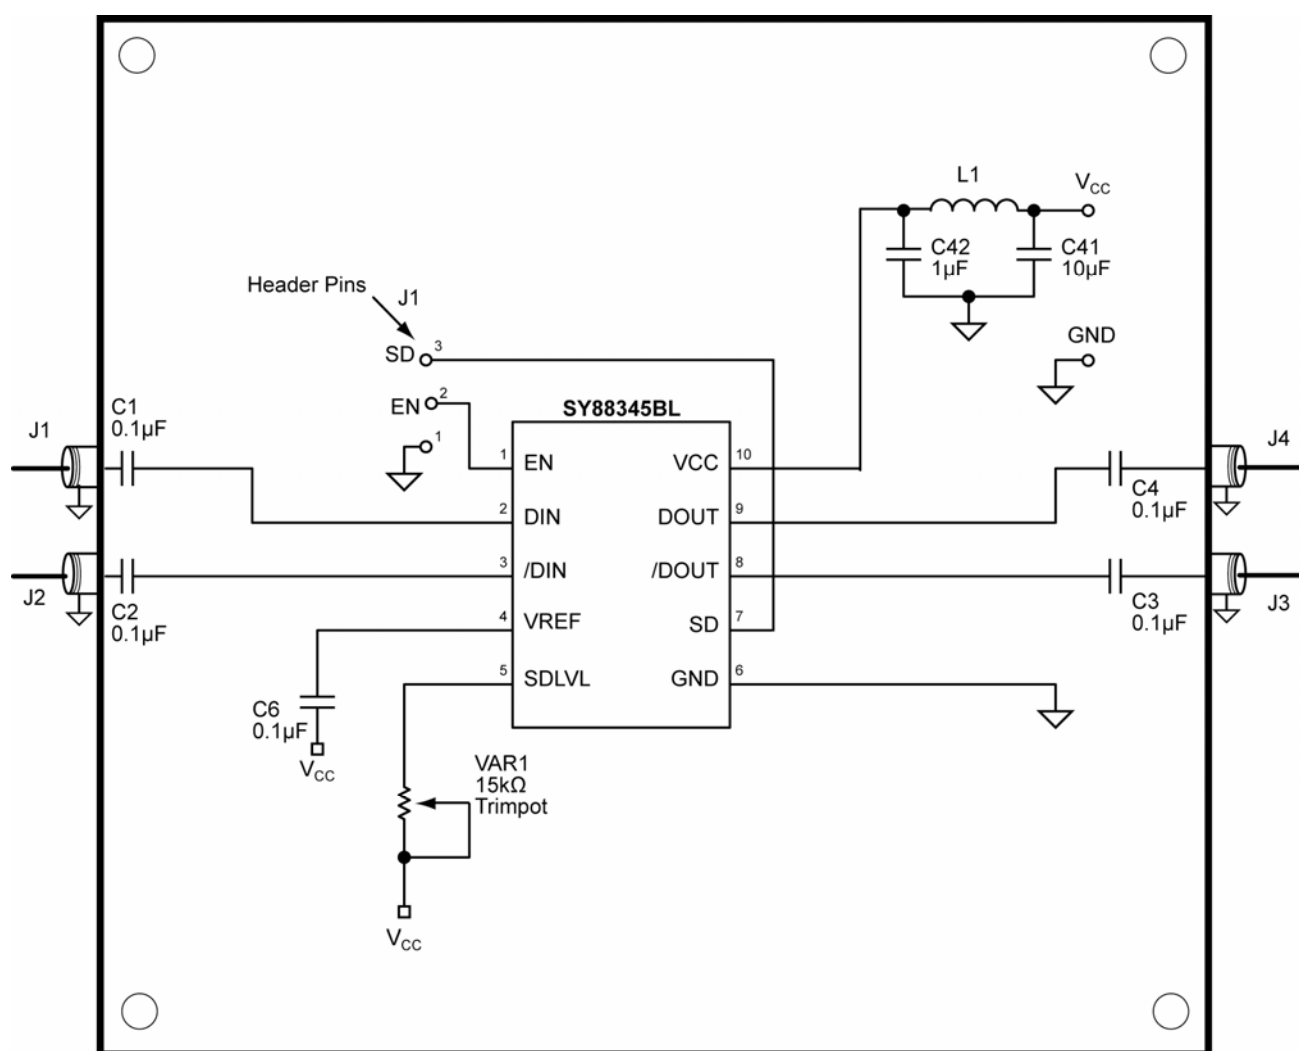 L1
V_CC
C42
1µF
C41
10µF
Header Pins
J1
SD 3
GND
EN 2
1
SY88345BL
C1
0.1µF
J1
J4
1 EN
VCC 10
2 DIN
DOUT 9
C4
0.1µF
3 /DIN
/DOUT 8
J2
C2
0.1µF
C3
0.1µF
J3
4 VREF
SD 7
5 SDLVL
GND 6
C6
0.1µF
V_CC
VAR1
15kΩ
Trimpot
V_CC